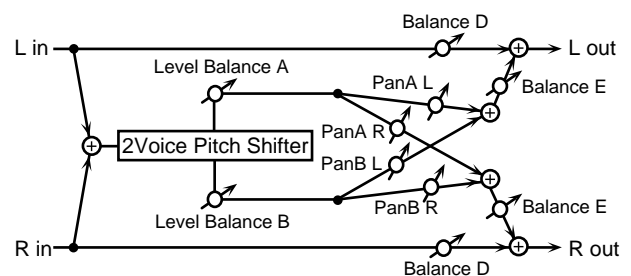 Balance D
L in
L out
Level Balance A
PanA L
Balance E
PanA R
2Voice Pitch Shifter
PanB L
Level Balance B
PanB R
Balance E
R in
R out
Balance D